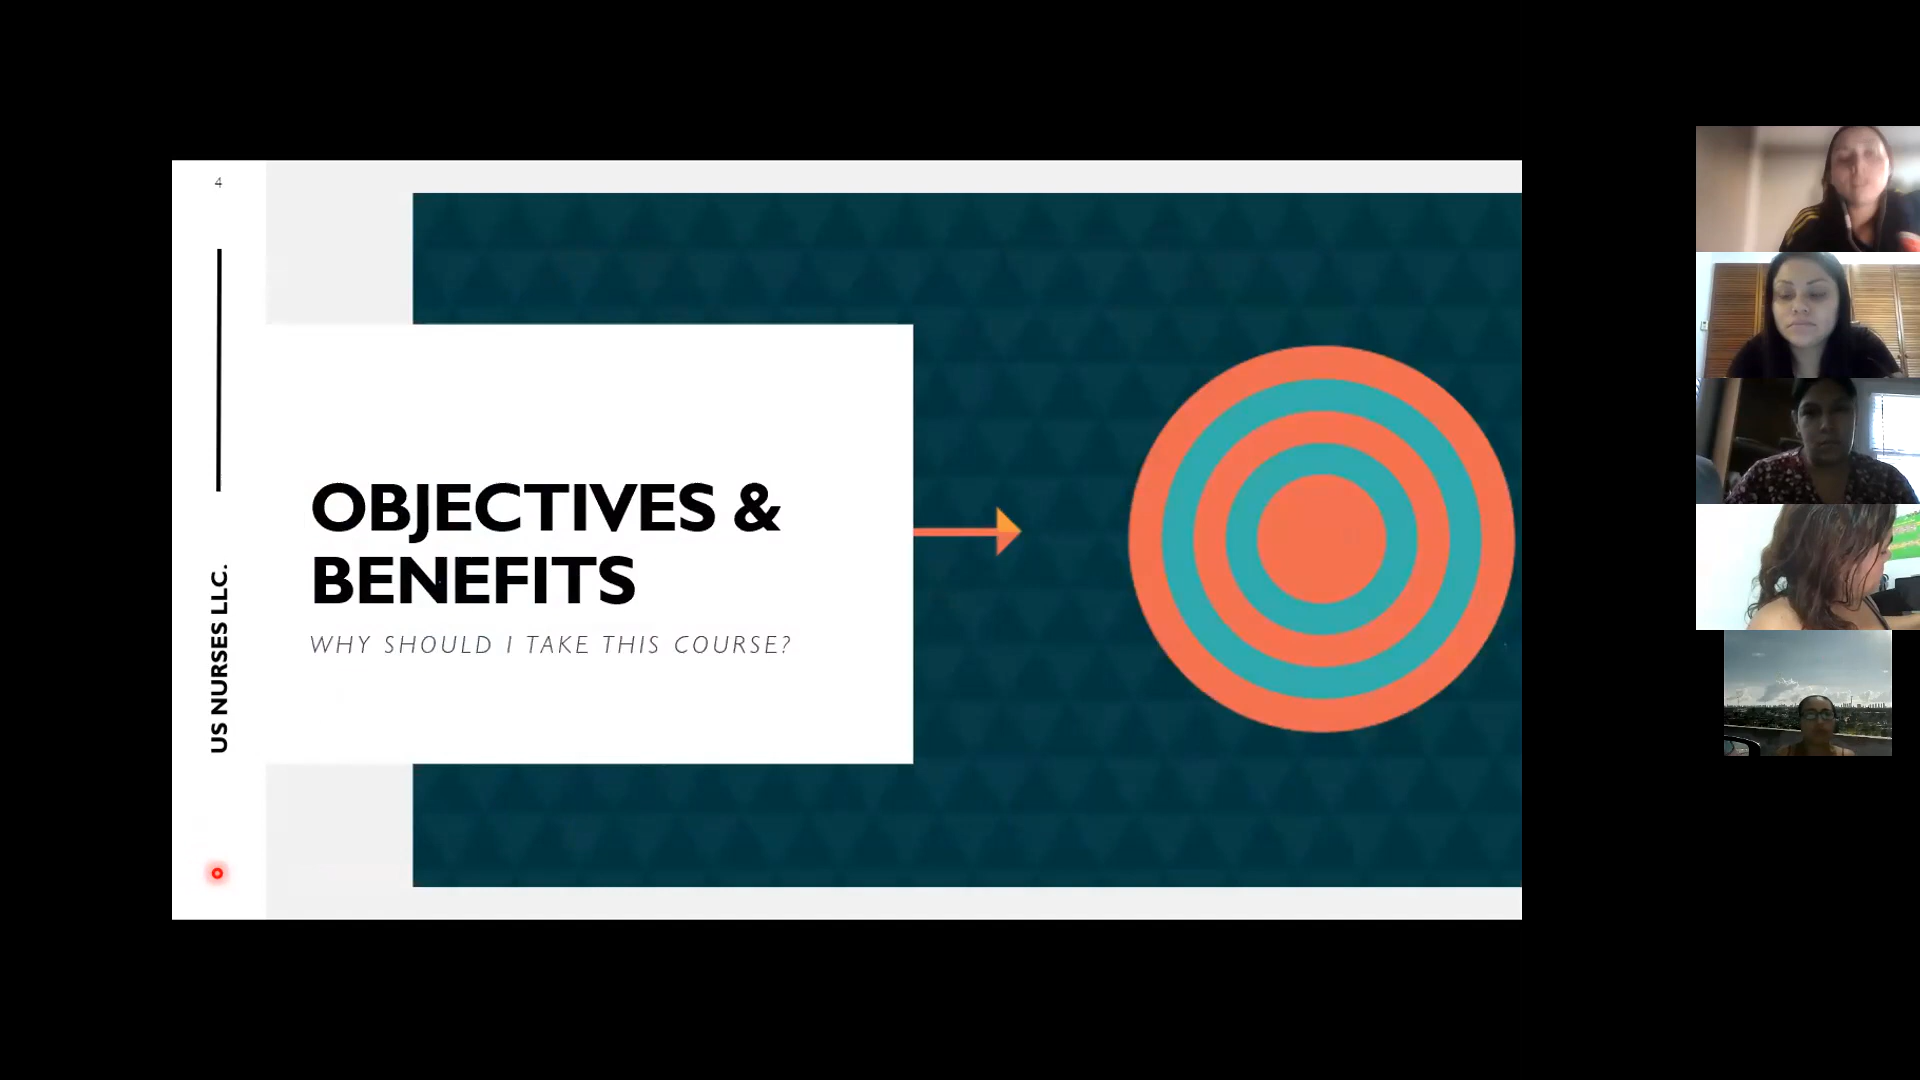 4
US NURSES LLC.
OBJECTIVES &
BENEFITS
WHY SHOULD I TAKE THIS COURSE?